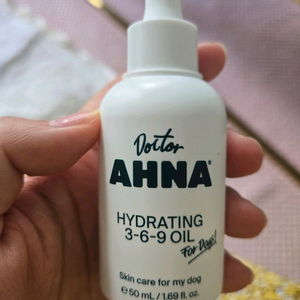 Doctor
AHNA®
HYDRATING
3-6-9 OIL
For Dogs!
Skin care for my dog
℮ 50 mL / 1.69 fl. oz.